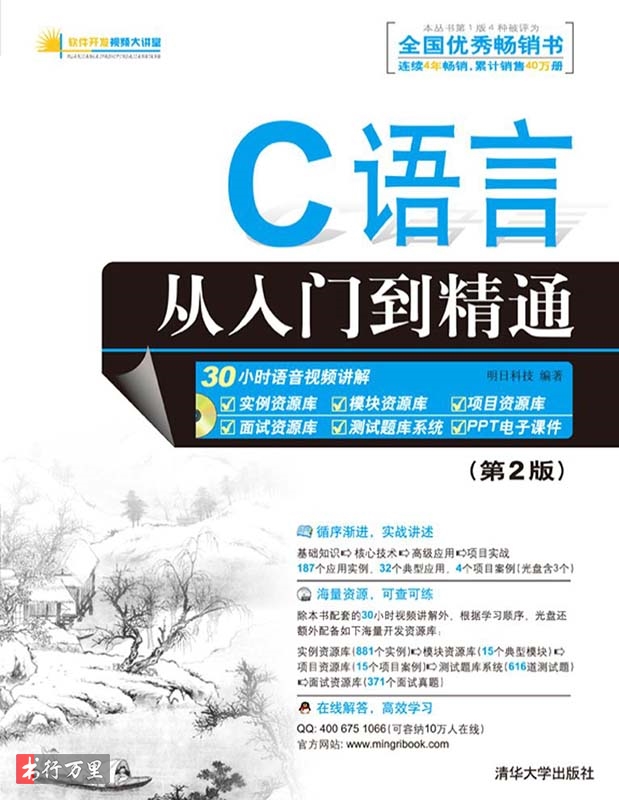 软件开发视频大讲堂
本丛书第1版4种被评为
全国优秀畅销书
连续4年畅销,累计销售40万册
C语言
从入门到精通
30小时语音视频讲解
明日科技 编著
实例资源库 模块资源库 项目资源库
面试资源库 测试题库系统 PPT电子课件
(第2版)
循序渐进,实战讲述
基础知识➪核心技术➪高级应用➪项目实战
187个应用实例,32个典型应用,4个项目案例(光盘含3个)
海量资源,可查可练
除本书配套的30小时视频讲解外,根据学习顺序,光盘还
额外配备如下海量开发资源库:
实例资源库(881个实例)➪模块资源库(15个典型模块)➪
项目资源库(15个项目案例)➪测试题库系统(616道测试题)
➪面试资源库(371个面试真题)
在线解答,高效学习
QQ: 400 675 1066(可容纳10万人在线)
官方网站: www.mingribook.com
书行万里
清华大学出版社